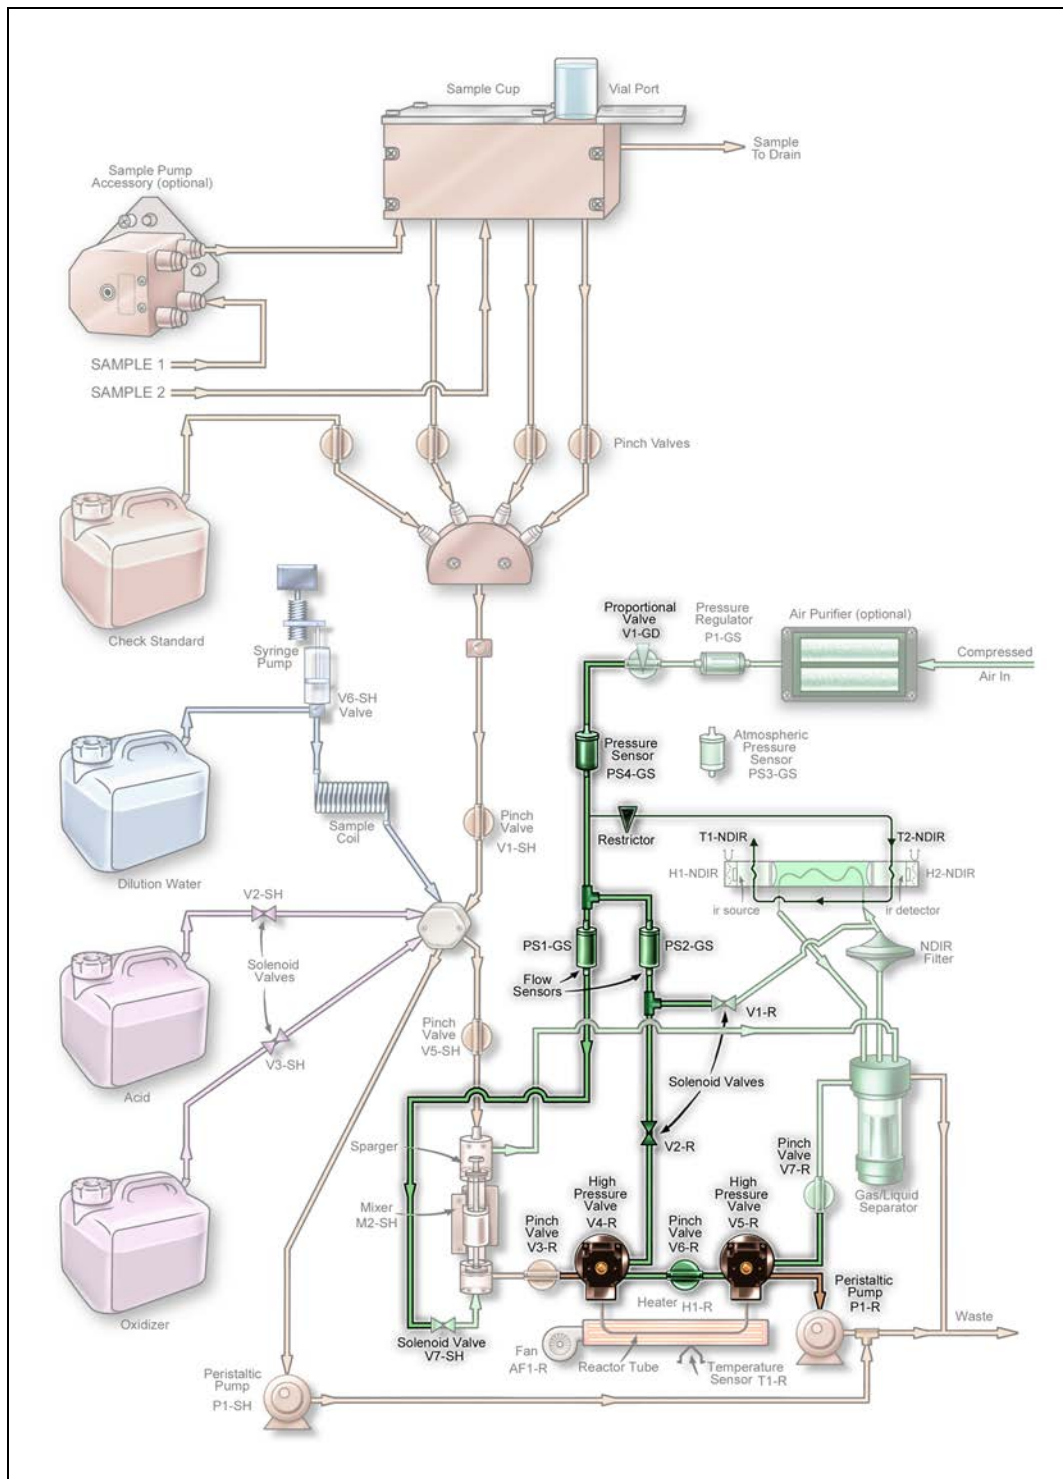 Sample Cup
Vial Port
Sample
To Drain
Sample Pump
Accessory (optional)
SAMPLE 1
SAMPLE 2
Pinch Valves
Check Standard
Syringe
Pump
V6-SH
Valve
Proportional
Valve
V1-GD
Pressure
Regulator
P1-GS
Air Purifier (optional)
Compressed
Air In
Pressure
Sensor
PS4-GS
Atmospheric
Pressure
Sensor
PS3-GS
Sample
Coil
Pinch
Valve
V1-SH
Restrictor
T1-NDIR
T2-NDIR
H1-NDIR
H2-NDIR
ir source
ir detector
Dilution Water
V2-SH
Solenoid
Valves
V3-SH
PS1-GS
PS2-GS
Flow
Sensors
NDIR
Filter
V1-R
Pinch
Valve
V5-SH
Solenoid Valves
Acid
V2-R
Sparger
Mixer
M2-SH
Pinch
Valve
V7-R
Gas/Liquid
Separator
High
Pressure
Valve
V4-R
High
Pressure
Valve
V5-R
Pinch
Valve
V3-R
Pinch
Valve
V6-R
Heater
H1-R
Peristaltic
Pump
P1-R
Waste
Oxidizer
Solenoid Valve
V7-SH
Fan
AF1-R
Reactor Tube
Temperature
Sensor T1-R
Peristaltic
Pump
P1-SH